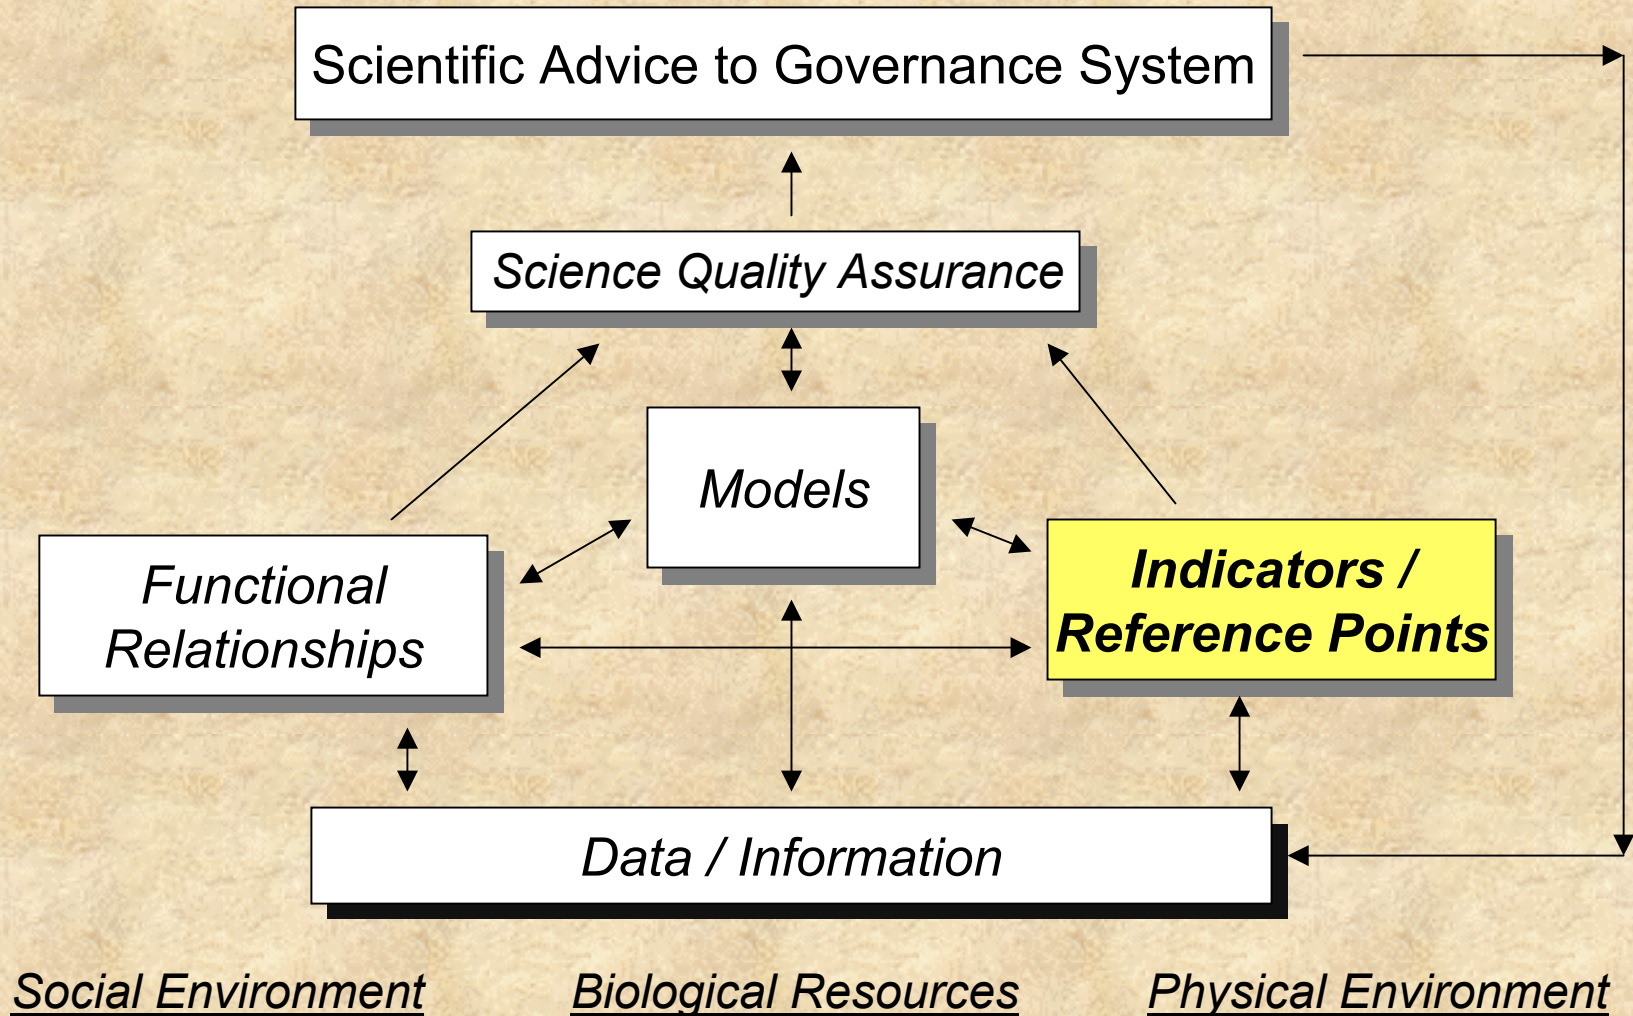 Scientific Advice to Governance System
Science Quality Assurance
Models
Functional
Relationships
Indicators /
Reference Points
Data / Information
Social Environment
Biological Resources
Physical Environment